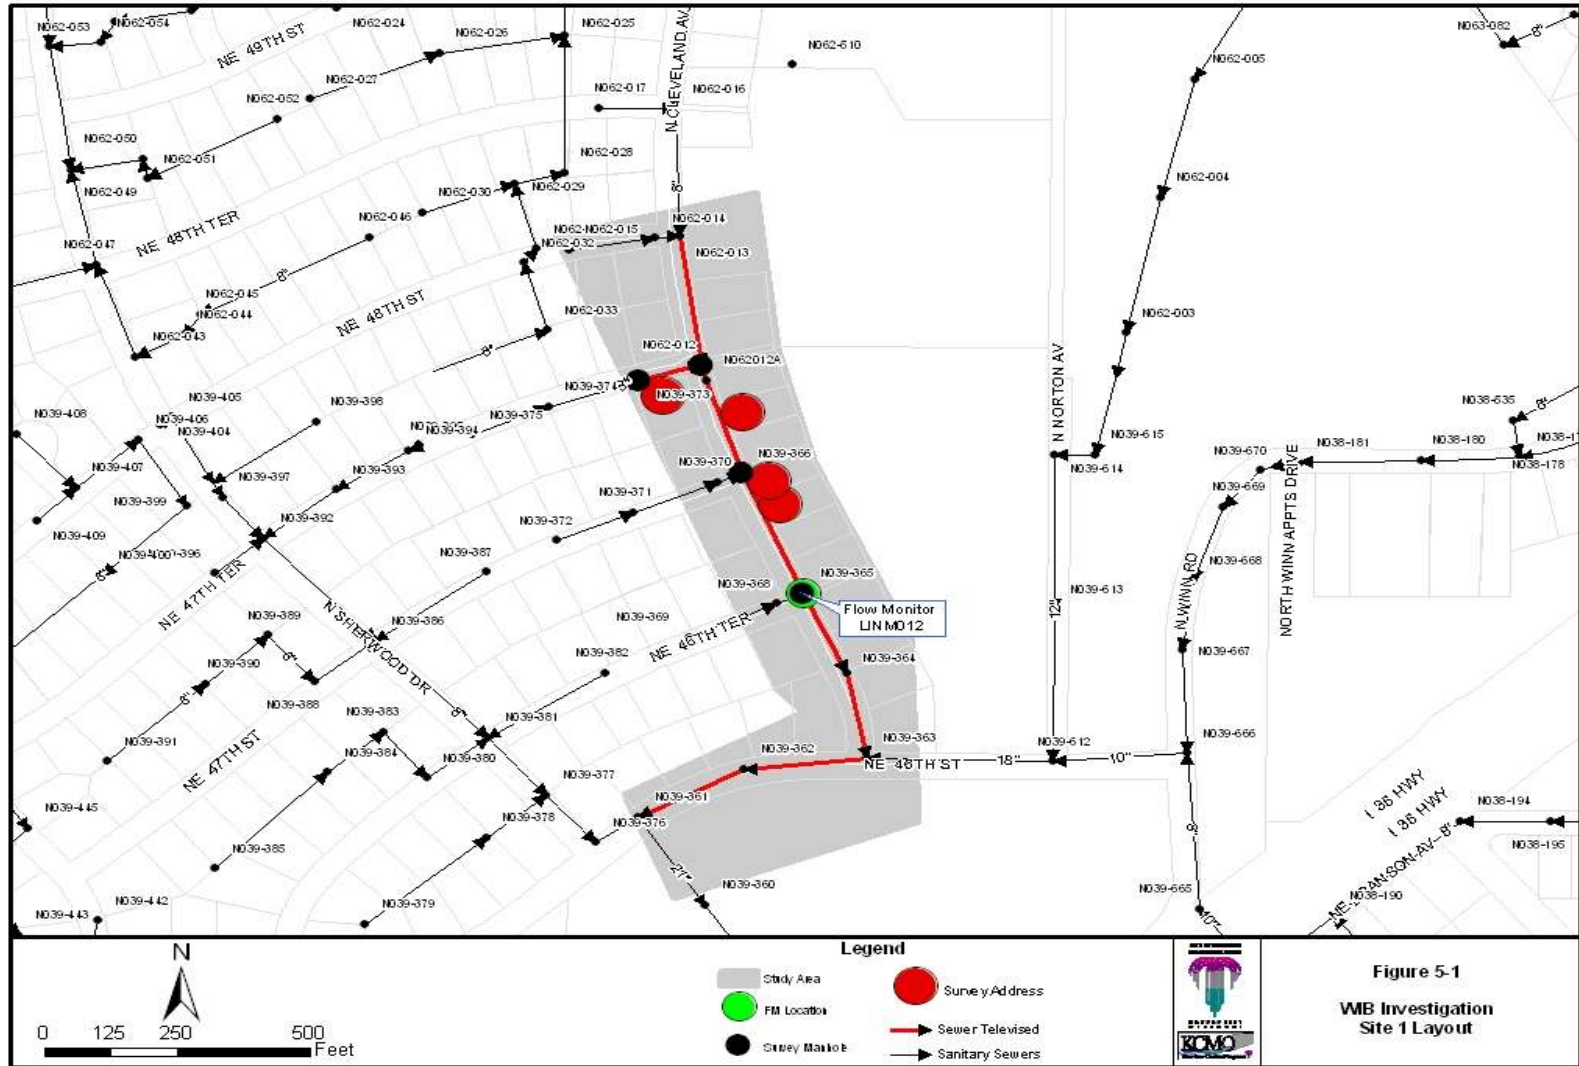 N062-053
N062-054
N062-024
N062-025
N062-026
NE 49TH ST
N062-027
N062-052
N CLEVELAND AV
N062-510
N062-017
N062-016
N062-005
N063-082
8"
N062-050
N062-051
N062-028
N062-049
N062-030
N062-029
8"
N062-004
NE 48TH TER
N062-046
N062-014
N062-015
N062-047
N062-032
N062-013
8"
N062-045
N062-044
N062-043
NE 48TH ST
N062-033
N062-012
N062012A
N062-003
8"
N039-374
N039-373
N NORTON AV
N039-405
N039-398
N039-375
N039-408
N039-406
N039-404
N039-394
N039-393
N039-370
N039-366
N039-615
N039-614
N038-635
8"
N038-180
N038-181
N038-178
N039-670
N039-407
N039-399
N039-397
N039-371
N039-669
N039-392
N039-372
N039-409
N039-387
N039-668
8"
NE 47TH TER
N039-365
N039-368
N039-613
12"
N WINN RD
NORTH WINN APPTS DRIVE
Flow Monitor
LINM012
N039-389
N039-386
N SHERWOOD DR
N039-369
NE 46TH TER
N039-667
N039-390
8"
N039-382
N039-364
8"
N039-388
N039-383
8"
N039-381
N039-391
N039-384
N039-380
NE 47TH ST
N039-362
N039-363
N039-612
N039-666
NE 46TH ST
18"
10"
N039-377
N039-361
N039-445
N039-378
N039-376
N038-194
N039-385
21"
8"
N038-195
N039-360
N039-665
N038-190
N039-379
N039-442
N039-443
10"
N
0 125 250 500
Feet
Legend
Study Area
FM Location
Survey Manhole
Survey Address
Sewer Televised
Sanitary Sewers
KCMO
Figure 5-1
WIB Investigation
Site 1 Layout